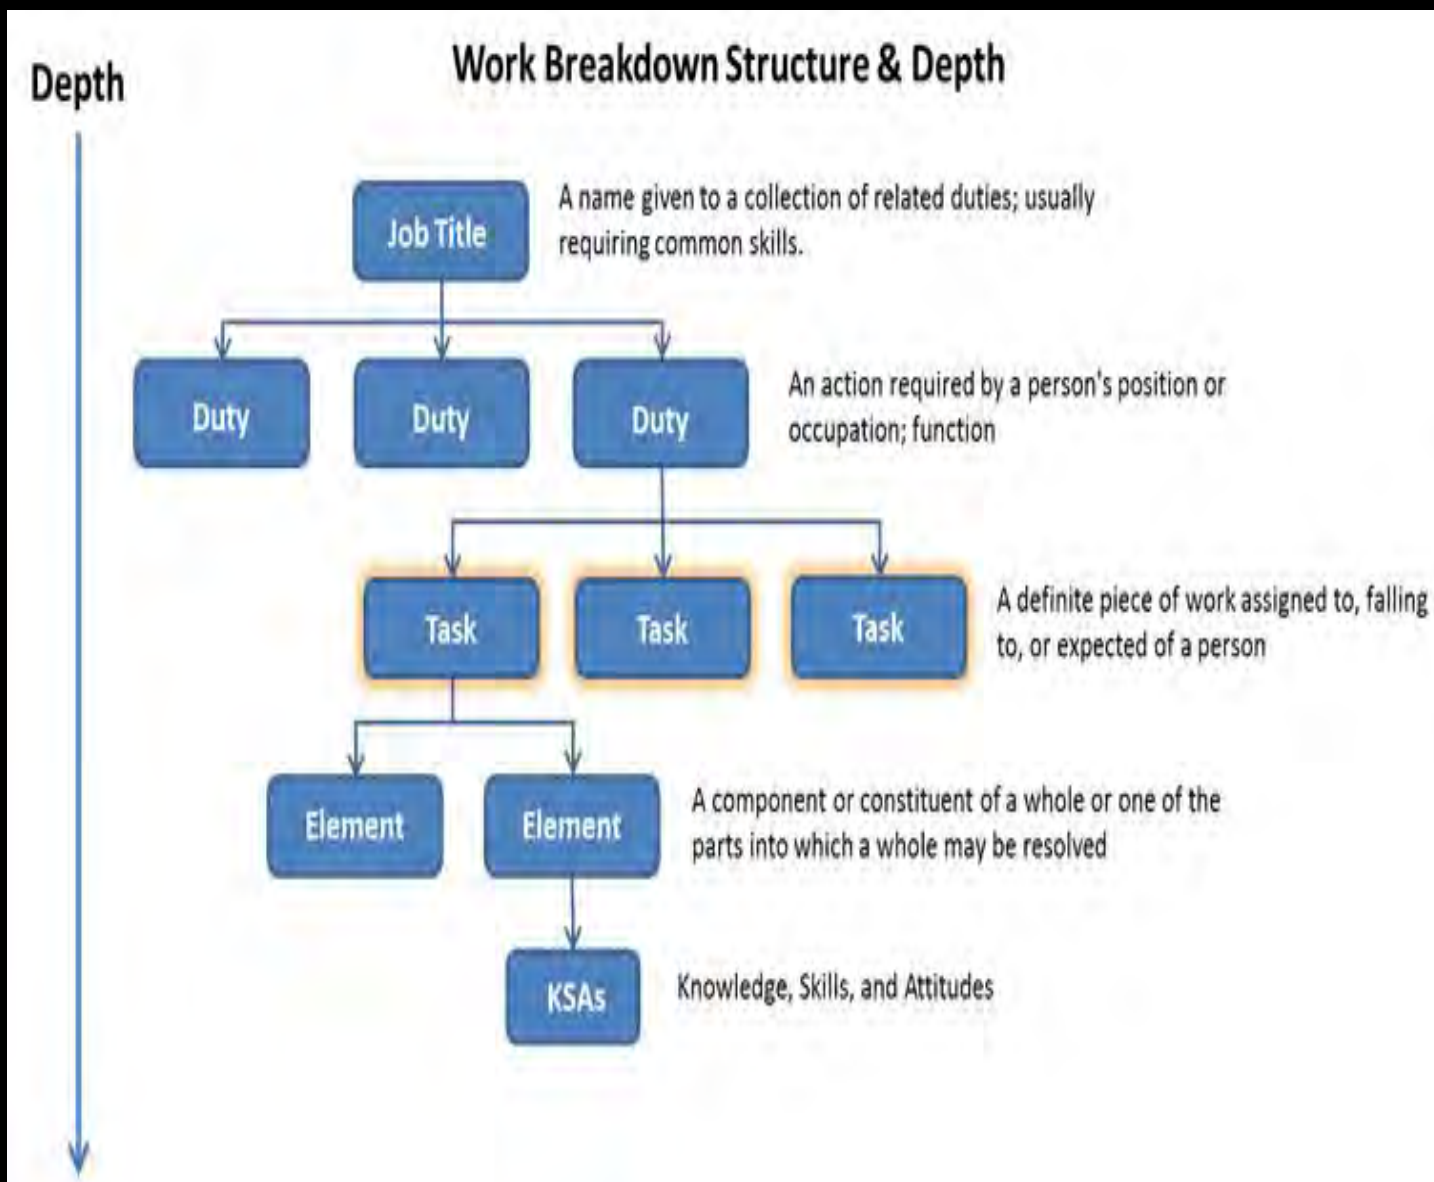 Work Breakdown Structure & Depth
Depth
Job Title
A name given to a collection of related duties; usually
requiring common skills.
Duty
Duty
Duty
An action required by a person's position or
occupation; function
Task
Task
Task
A definite piece of work assigned to, falling
to, or expected of a person
Element
Element
A component or constituent of a whole or one of the
parts into which a whole may be resolved
KSAs
Knowledge, Skills, and Attitudes